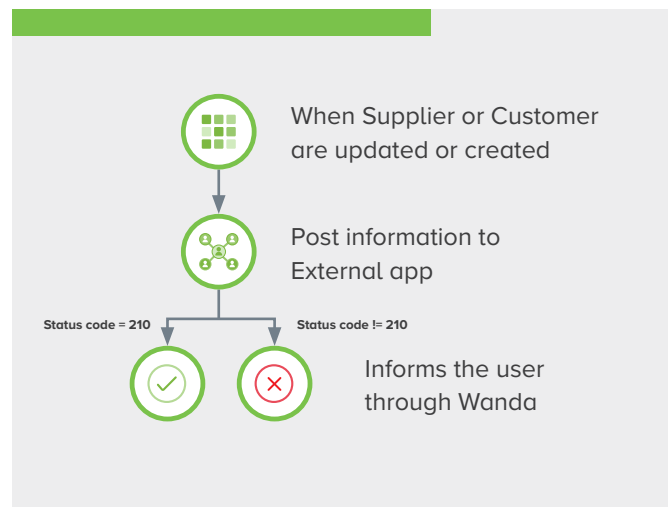 When Supplier or Customer
are updated or created
Post information to
External app
Status code = 210
Status code != 210
Informs the user
through Wanda